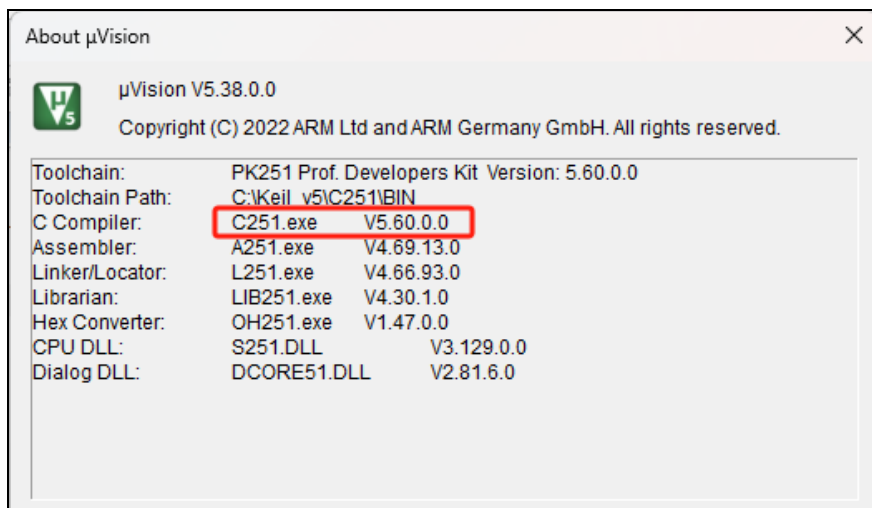 About µVision
µVision V5.38.0.0
Copyright (C) 2022 ARM Ltd and ARM Germany GmbH. All rights reserved.
Toolchain: PK251 Prof. Developers Kit Version: 5.60.0.0
Toolchain Path: C:\Keil_v5\C251\BIN
C Compiler: C251.exe V5.60.0.0
Assembler: A251.exe V4.69.13.0
Linker/Locator: L251.exe V4.66.93.0
Librarian: LIB251.exe V4.30.1.0
Hex Converter: OH251.exe V1.47.0.0
CPU DLL: S251.DLL V3.129.0.0
Dialog DLL: DCORE51.DLL V2.81.6.0